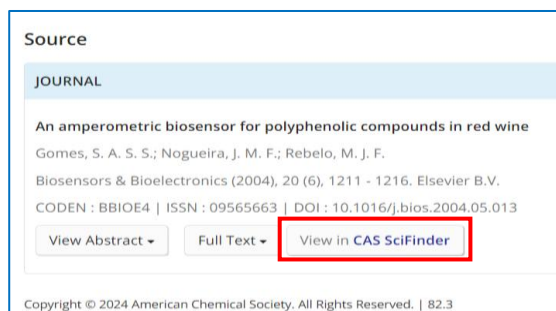 Source
JOURNAL
An amperometric biosensor for polyphenolic compounds in red wine
Gomes, S. A. S. S.; Nogueira, J. M. F.; Rebelo, M. J. F.
Biosensors & Bioelectronics (2004), 20 (6), 1211 - 1216. Elsevier B.V.
CODEN : BBIOE4 | ISSN : 09565663 | DOI : 10.1016/j.bios.2004.05.013
View Abstract Full Text View in CAS SciFinder
Copyright © 2024 American Chemical Society. All Rights Reserved. | 82.3